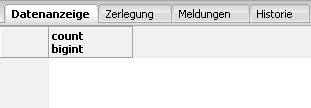 Datenanzeige Zerlegung Meldungen Historie
count
bigint